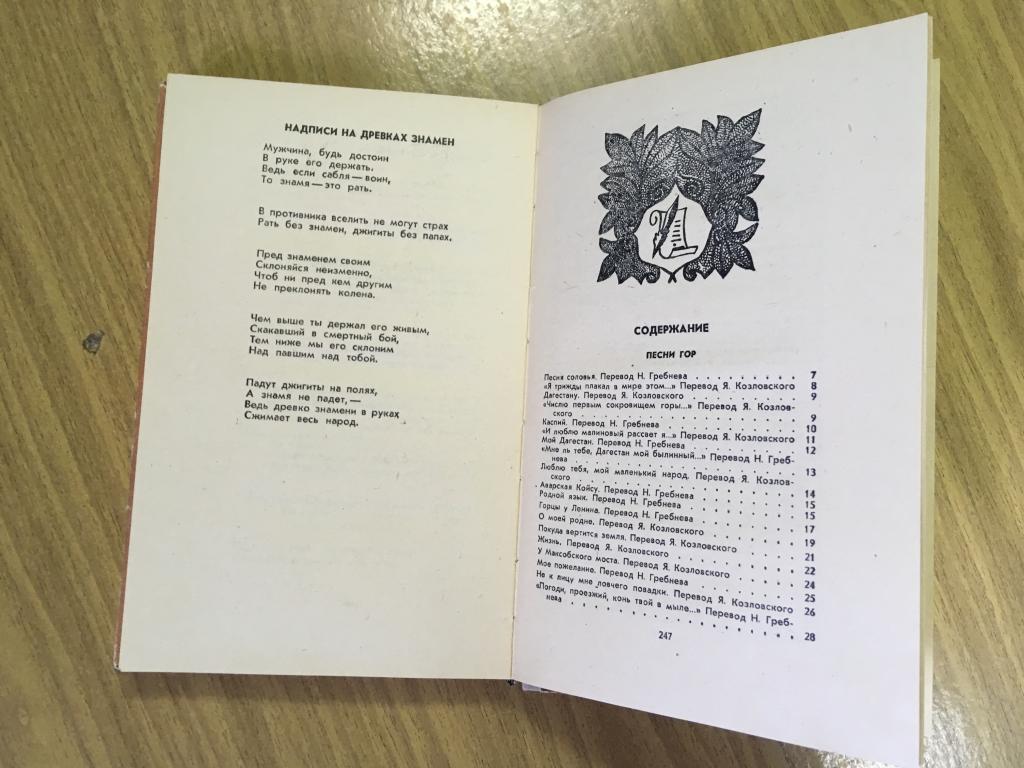 НАДПИСИ НА ДРЕВКАХ ЗНАМЕН
Мужчина, будь достоин
В руке его держать.
Ведь если сабля — воин,
То знамя — это рать.
В противника вселить не могут страх
Рать без знамен, джигиты без папах.
Пред знаменем своим
Склоняйся неизменно,
Чтоб ни пред кем другим
Не преклонять колена.
Чем выше ты держал его живым,
Скакавший в смертный бой,
Тем ниже мы его склоним
Над павшим над тобой.
Падут джигиты на полях,
А знамя не падет,—
Ведь древко знамени в руках
Сжимает весь народ.
СОДЕРЖАНИЕ
ПЕСНИ ГОР
Песня соловья. Перевод Н. Гребнева . . . . . . . 7
«Я трижды плакал в мире этом...» Перевод Я. Козловского 8
Дагестану. Перевод Я. Козловского . . . . . . . 9
«Числю первым сокровищем горы...» Перевод Я. Козлов-
ского . . . . . . . . . . . . . . 9
Каспий. Перевод Н. Гребнева . . . . . . . . 10
«И люблю малиновый рассвет я...» Перевод Я. Козловского 11
Мой Дагестан. Перевод Н. Гребнева . . . . . . . 12
«Мне ль тебе, Дагестан мой былинный...» Перевод Н. Греб-
нева . . . . . . . . . . . . . . 13
Люблю тебя, мой маленький народ. Перевод Я. Козлов-
ского . . . . . . . . . . . . . . 14
Аварская Койсу. Перевод Н. Гребнева . . . . . . 15
Родной язык. Перевод Н. Гребнева . . . . . . . 15
Горцы у Ленина. Перевод Н. Гребнева . . . . . . 17
О моей родне. Перевод Я. Козловского . . . . . . 19
Покуда вертится земля. Перевод Я. Козловского . . . . 21
Жизнь. Перевод Я. Козловского . . . . . . . 22
У Максобского моста. Перевод Я. Козловского . . . . 24
Мое пожелание. Перевод Н. Гребнева . . . . . . 25
Не к лицу мне ловчего повадки. Перевод Я. Козловского 26
«Погоди, проезжий, конь твой в мыле...» Перевод Н. Греб-
нева . . . . . . . . . . . . . . 28
247